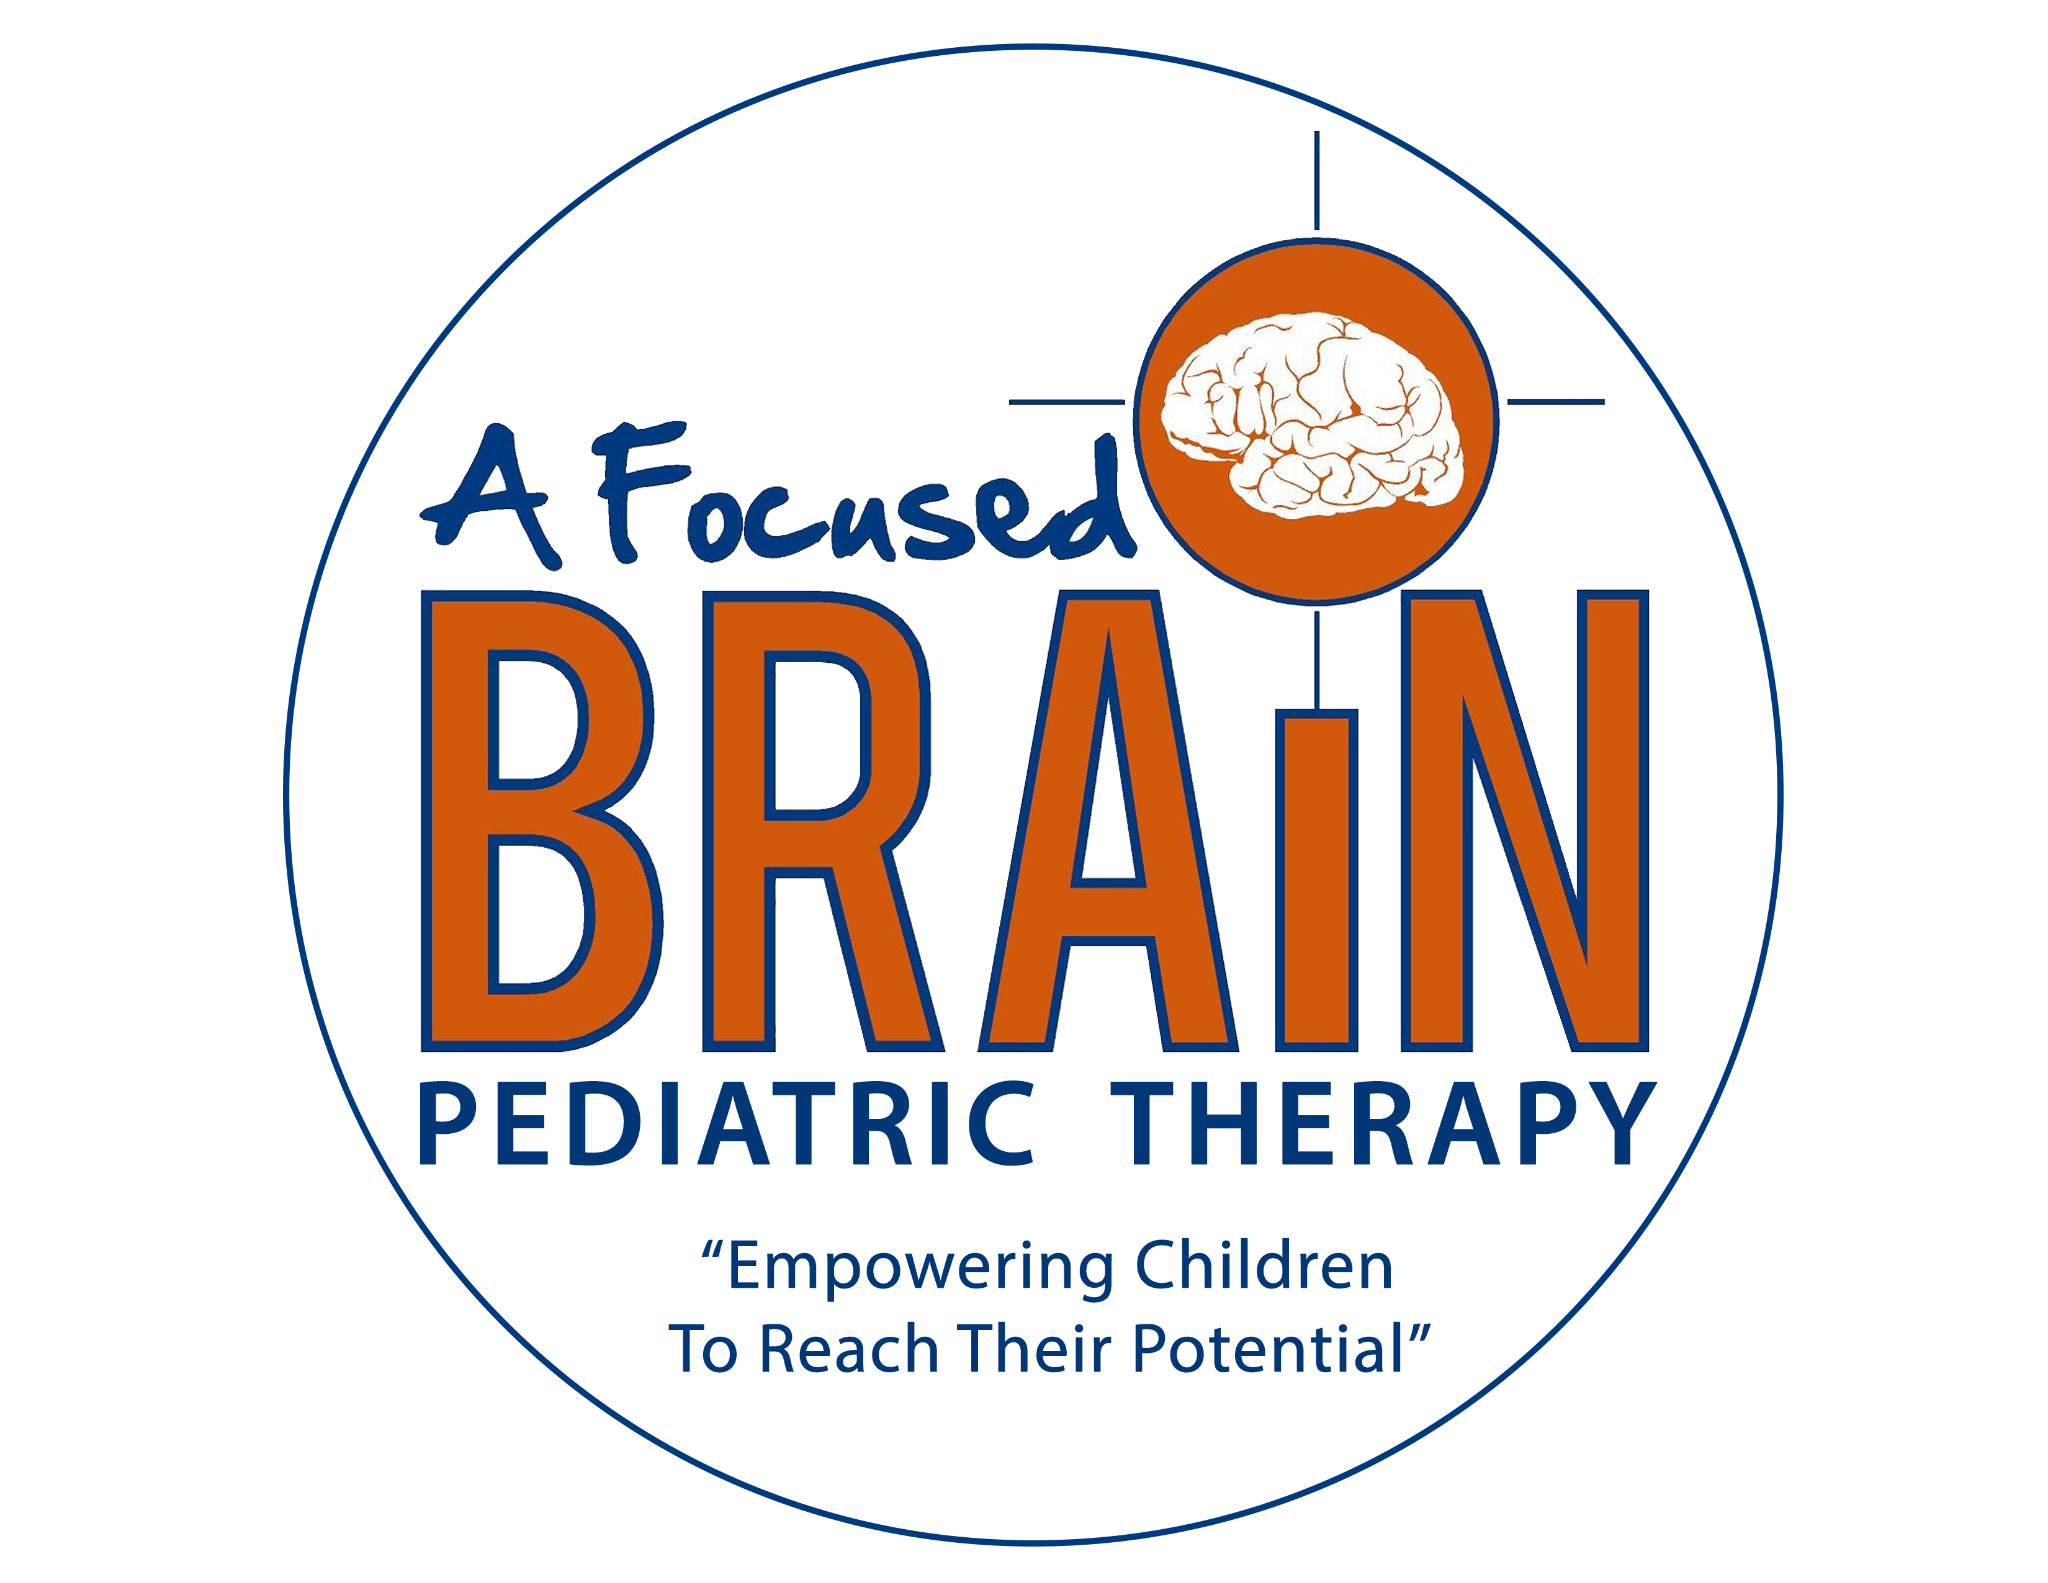 A Focused
BRAiN
PEDIATRIC THERAPY
“Empowering Children
To Reach Their Potential”